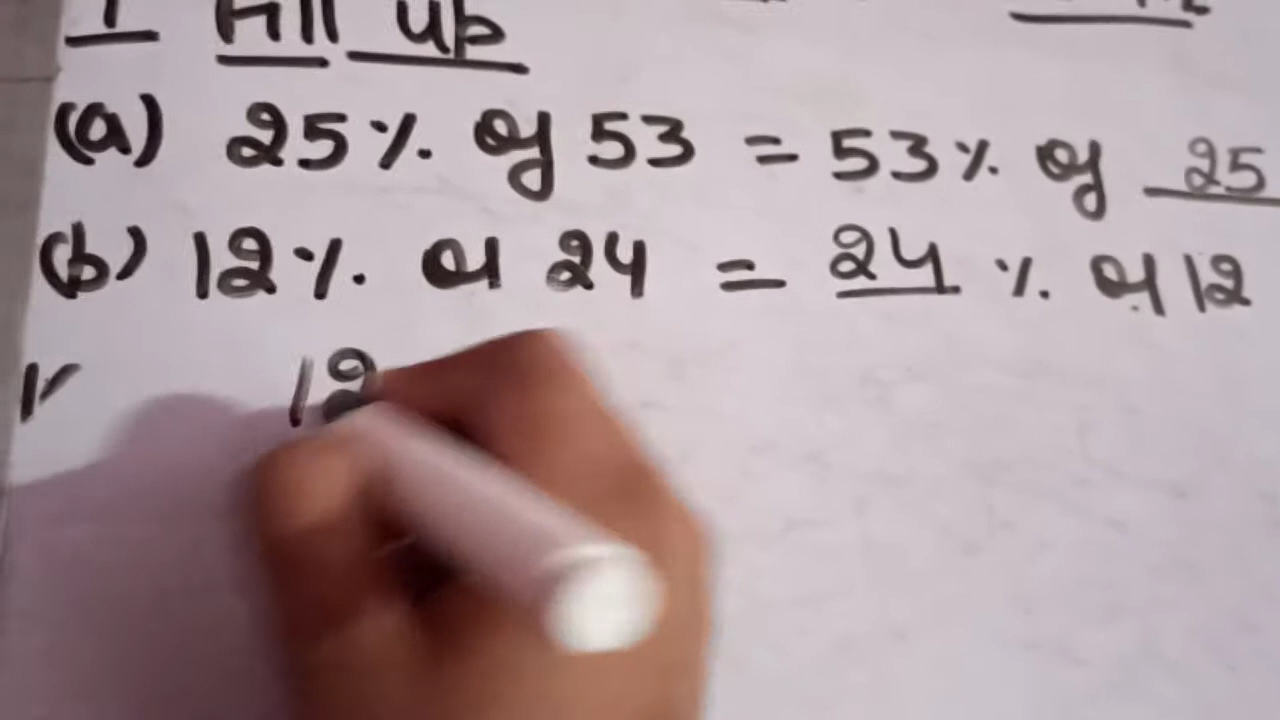 Fill up
(a) 25% of 53 = 53% of 25
(b) 12% of 24 = 24 % of 12
12